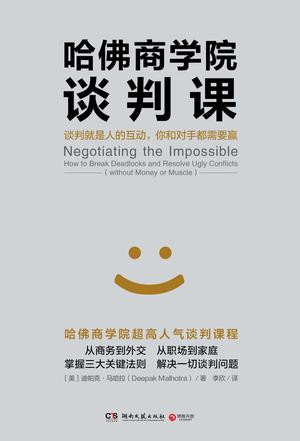 哈佛商学院
谈判课
谈判就是人的互动，你和对手都需要赢
Negotiating the Impossible
How to Break Deadlocks and Resolve Ugly Conflicts
(without Money or Muscle)
哈佛商学院超高人气谈判课程
从商务到外交 从职场到家庭
掌握三大关键法则 解决一切谈判问题
[美] 迪帕克·马哈拉（Deepak Malhotra）著 李欣 / 译
湖南文艺出版社 博集天卷